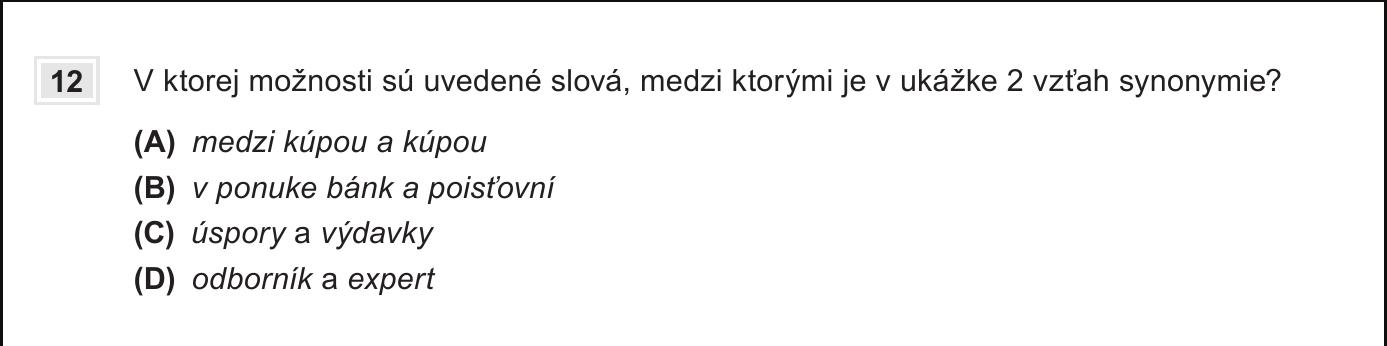 12 V ktorej možnosti sú uvedené slová, medzi ktorými je v ukážke 2 vzťah synonymie?
(A) medzi kúpou a kúpou
(B) v ponuke bánk a poisťovní
(C) úspory a výdavky
(D) odborník a expert